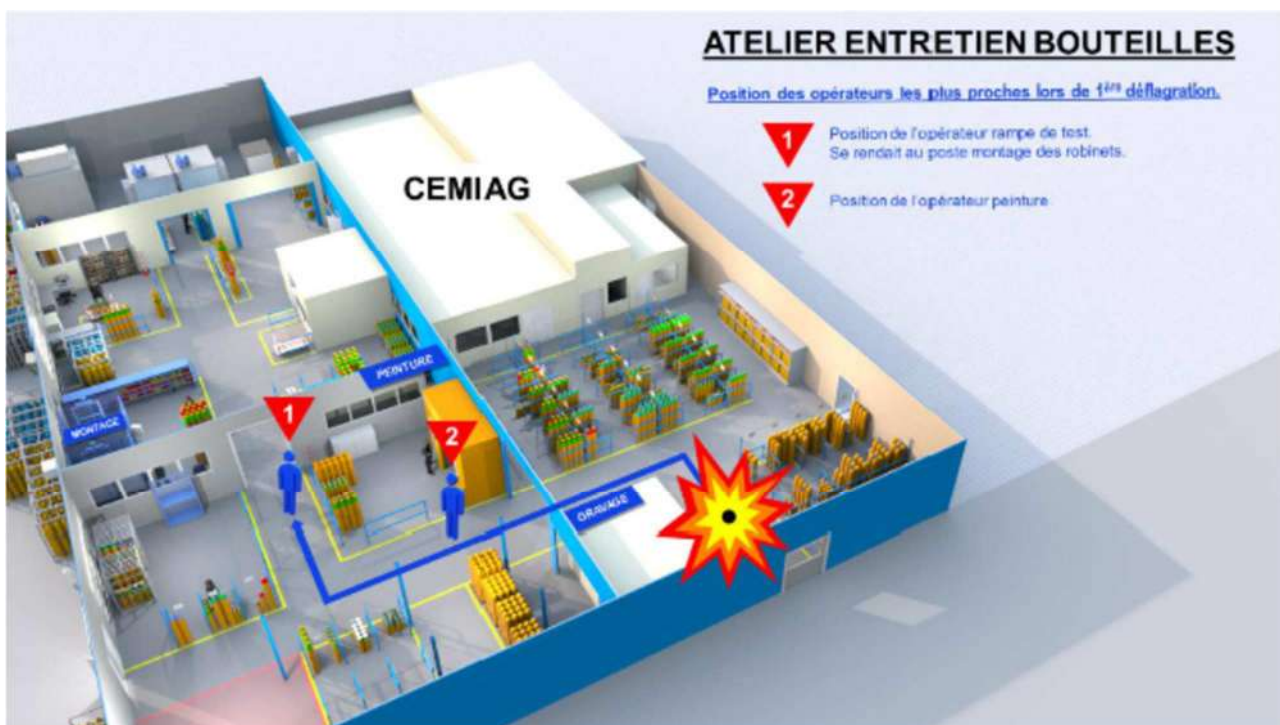 ATELIER ENTRETIEN BOUTEILLES
Position des opérateurs les plus proches lors de 1ère déflagration.
1
Position de l'opérateur rampe de test.
Se rendait au poste montage des robinets.
2
Position de l'opérateur peinture.
CEMIAG
PEINTURE
MONTAGE
1
2
GRAVAGE